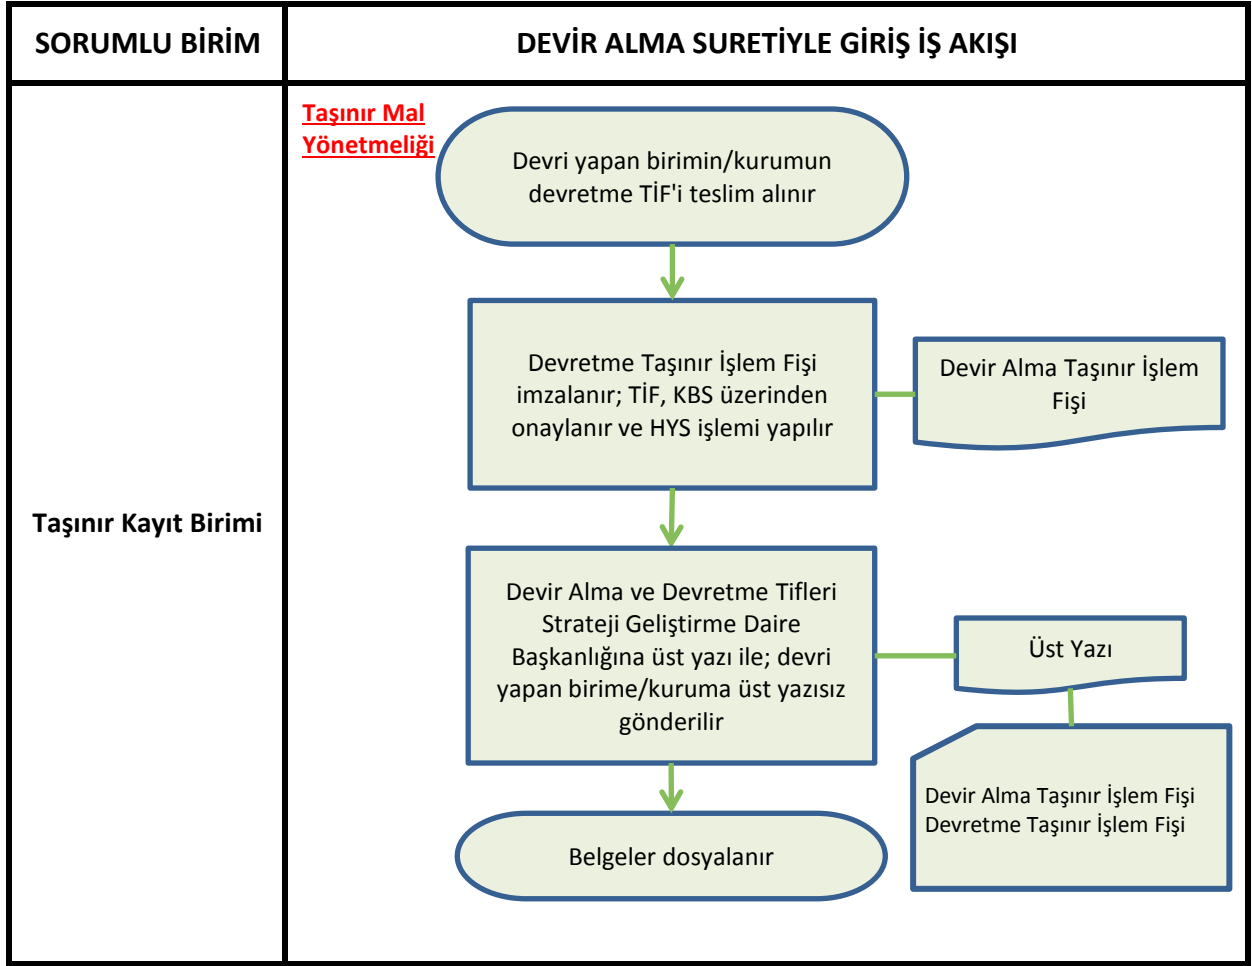 SORUMLU BİRİM
DEVİR ALMA SURETİYLE GİRİŞ İŞ AKIŞI
Taşınır Kayıt Birimi
Taşınır Mal
Yönetmeliği
Devri yapan birimin/kurumun
devretme TİF'i teslim alınır
Devretme Taşınır İşlem Fişi
imzalanır; TİF, KBS üzerinden
onaylanır ve HYS işlemi yapılır
Devir Alma Taşınır İşlem
Fişi
Devir Alma ve Devretme Tifleri
Strateji Geliştirme Daire
Başkanlığına üst yazı ile; devri
yapan birime/kuruma üst yazısız
gönderilir
Üst Yazı
Devir Alma Taşınır İşlem Fişi
Devretme Taşınır İşlem Fişi
Belgeler dosyalanır